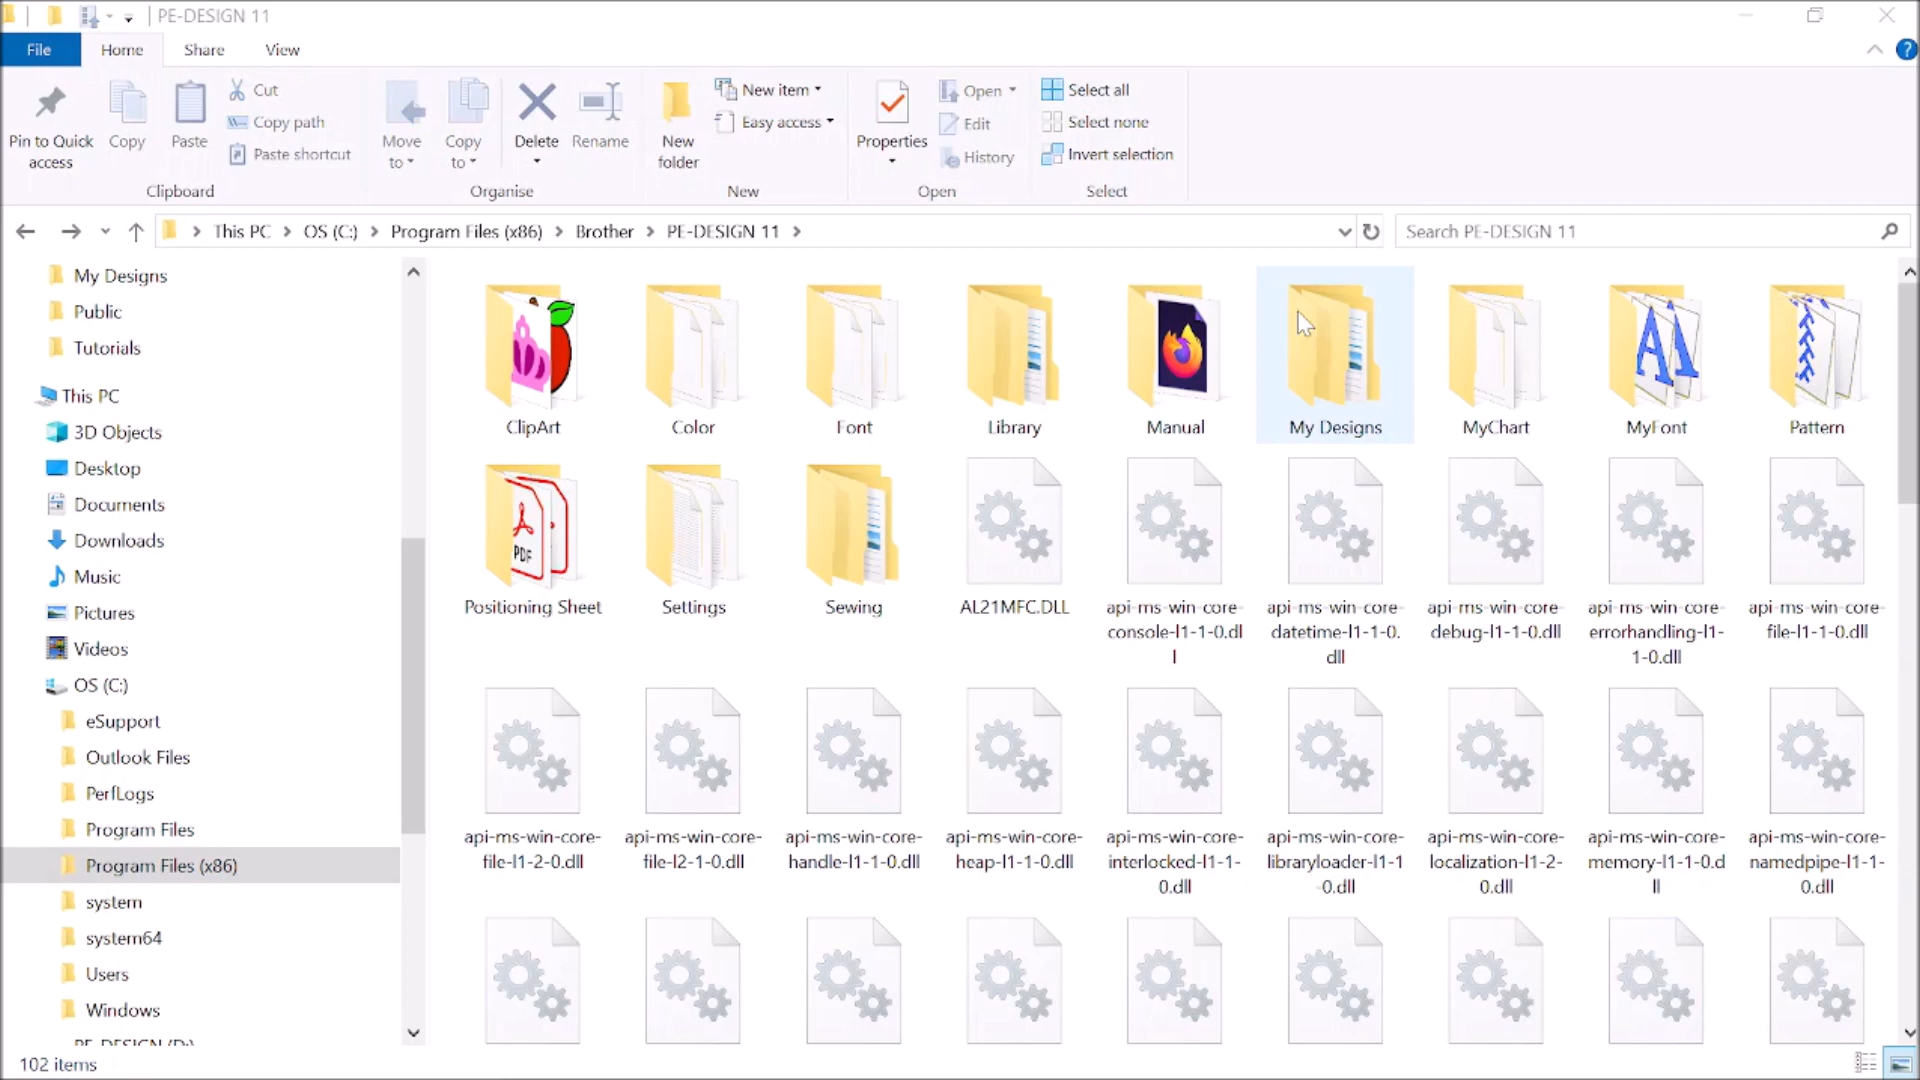 PE-DESIGN 11
File
Home
Share
View
Pin to Quick
access
Copy
Paste
Cut
Copy path
Paste shortcut
Clipboard
Move
to
Copy
to
Delete
Rename
Organise
New
folder
New item
Easy access
New
Properties
Open
Edit
History
Open
Select all
Select none
Invert selection
Select
This PC
OS (C:)
Program Files (x86)
Brother
PE-DESIGN 11
Search PE-DESIGN 11
My Designs
Public
Tutorials
This PC
3D Objects
Desktop
Documents
Downloads
Music
Pictures
Videos
OS (C:)
eSupport
Outlook Files
PerfLogs
Program Files
Program Files (x86)
system
system64
Users
Windows
PE-DESIGN (D:)
ClipArt
Color
Font
Library
Manual
My Designs
MyChart
MyFont
Pattern
PDF
Positioning Sheet
Settings
Sewing
AL21MFC.DLL
api-ms-win-core-
console-l1-1-0.dl
l
api-ms-win-core-
datetime-l1-1-0.
dll
api-ms-win-core-
debug-l1-1-0.dll
api-ms-win-core-
errorhandling-l1-
1-0.dll
api-ms-win-core-
file-l1-1-0.dll
api-ms-win-core-
file-l1-2-0.dll
api-ms-win-core-
file-l2-1-0.dll
api-ms-win-core-
handle-l1-1-0.dll
api-ms-win-core-
heap-l1-1-0.dll
api-ms-win-core-
interlocked-l1-1-
0.dll
api-ms-win-core-
libraryloader-l1-1
-0.dll
api-ms-win-core-
localization-l1-2-
0.dll
api-ms-win-core-
memory-l1-1-0.d
ll
api-ms-win-core-
namedpipe-l1-1-
0.dll
102 items